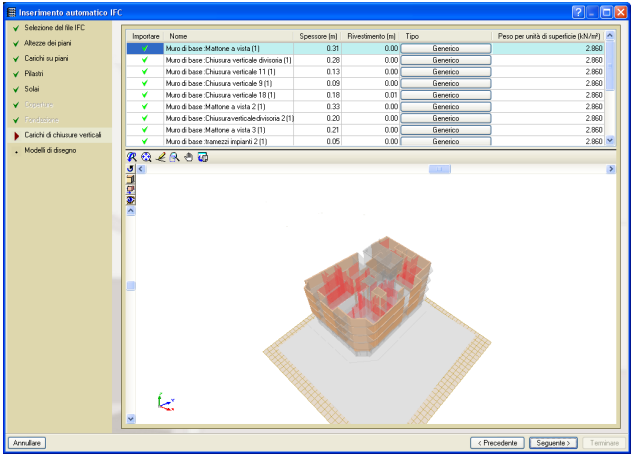 Inserimento automatico IFC
Selezione del file IFC
Altezze dei piani
Carichi su piani
Pilastri
Solai
Coperture
Fondazione
Carichi di chiusure verticali
Modelli di disegno
Importare Nome Spessore (m) Rivestimento (m) Tipo Peso per unità di superficie (kN/m²)
Muro di base :Mattone a vista (1) 0.31 0.00 Generico 2.860
Muro di base :Chiusura verticale divisoria (1) 0.28 0.00 Generico 2.860
Muro di base :Chiusura verticale 11 (1) 0.13 0.00 Generico 2.860
Muro di base :Chiusura verticale 9 (1) 0.09 0.00 Generico 2.860
Muro di base :Chiusura verticale 18 (1) 0.18 0.01 Generico 2.860
Muro di base :Mattone a vista 2 (1) 0.33 0.00 Generico 2.860
Muro di base :Chiusuraverticaledivisoria 2(1) 0.20 0.00 Generico 2.860
Muro di base :Mattone a vista 3 (1) 0.21 0.00 Generico 2.860
Muro di base :tramezzi impianti 2 (1) 0.05 0.00 Generico 2.860
Annullare < Precedente Seguente > Terminare